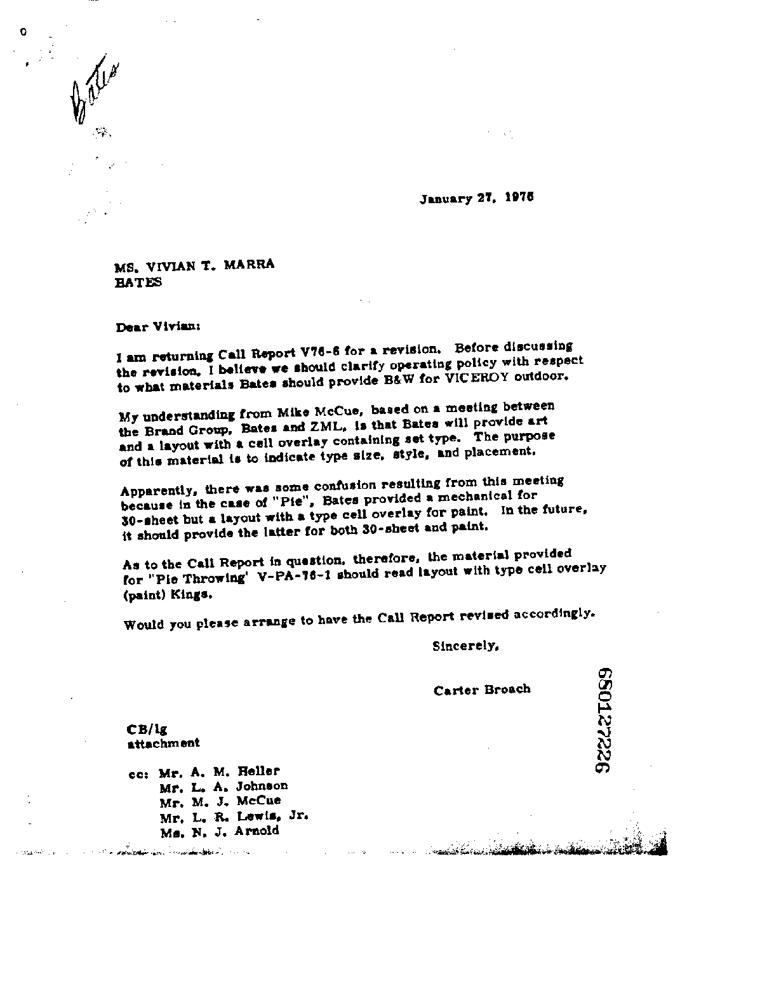 Bates
January 27, 1976
MS. VIVIAN T. MARRA
BATES
Dear Vivian:
I am returning Call Report V76-6 for a revision. Before discussing
the revision, I believe we should clarify operating policy with respect
to what materials Bates should provide B&W for VICEROY outdoor.
My understanding from Mike McCue, based on a meeting between
the Brand Group, Bates and ZML, is that Bates will provide art
and a layout with a cell overlay containing set type. The purpose
of this material is to indicate type size, style, and placement.
Apparently, there was some confusion resulting from this meeting
because in the case of "Pie", Bates provided a mechanical for
30-sheet but a layout with a type cell overlay for paint. In the future,
it should provide the latter for both 30-sheet and paint.
As to the Call Report in question, therefore, the material provided
for "Pie Throwing' V-PA-76-1 should read layout with type cell overlay
(paint) Kings.
Would you please arrange to have the Call Report revised accordingly.
Sincerely,
Carter Broach
680127226
CB/lg
attachment
cc: Mr. A. M. Heller
Mr. L. A. Johnson
Mr. M. J. McCue
Mr. L. R. Lewis, Jr.
Ms. N. J. Arnold